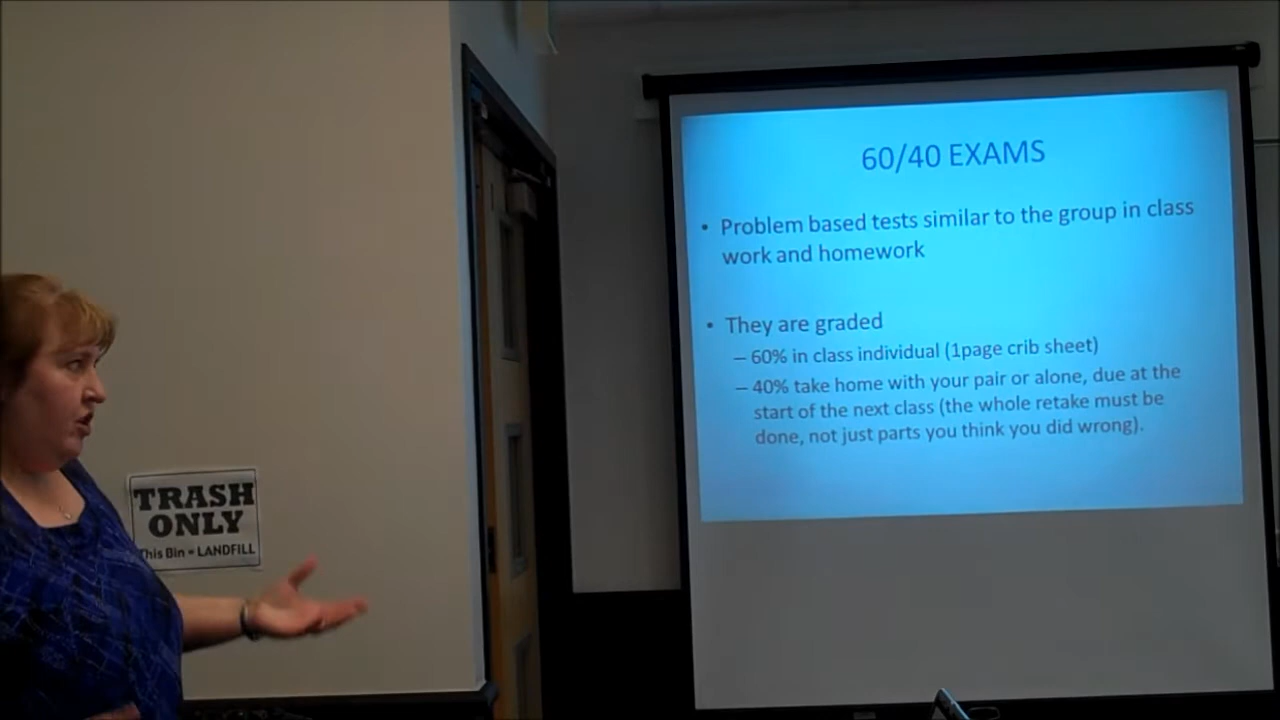 60/40 EXAMS
• Problem based tests similar to the group in class
work and homework
• They are graded
– 60% in class individual (1page crib sheet)
– 40% take home with your pair or alone, due at the
start of the next class (the whole retake must be
done, not just parts you think you did wrong).
TRASH
ONLY
This Bin = LANDFILL